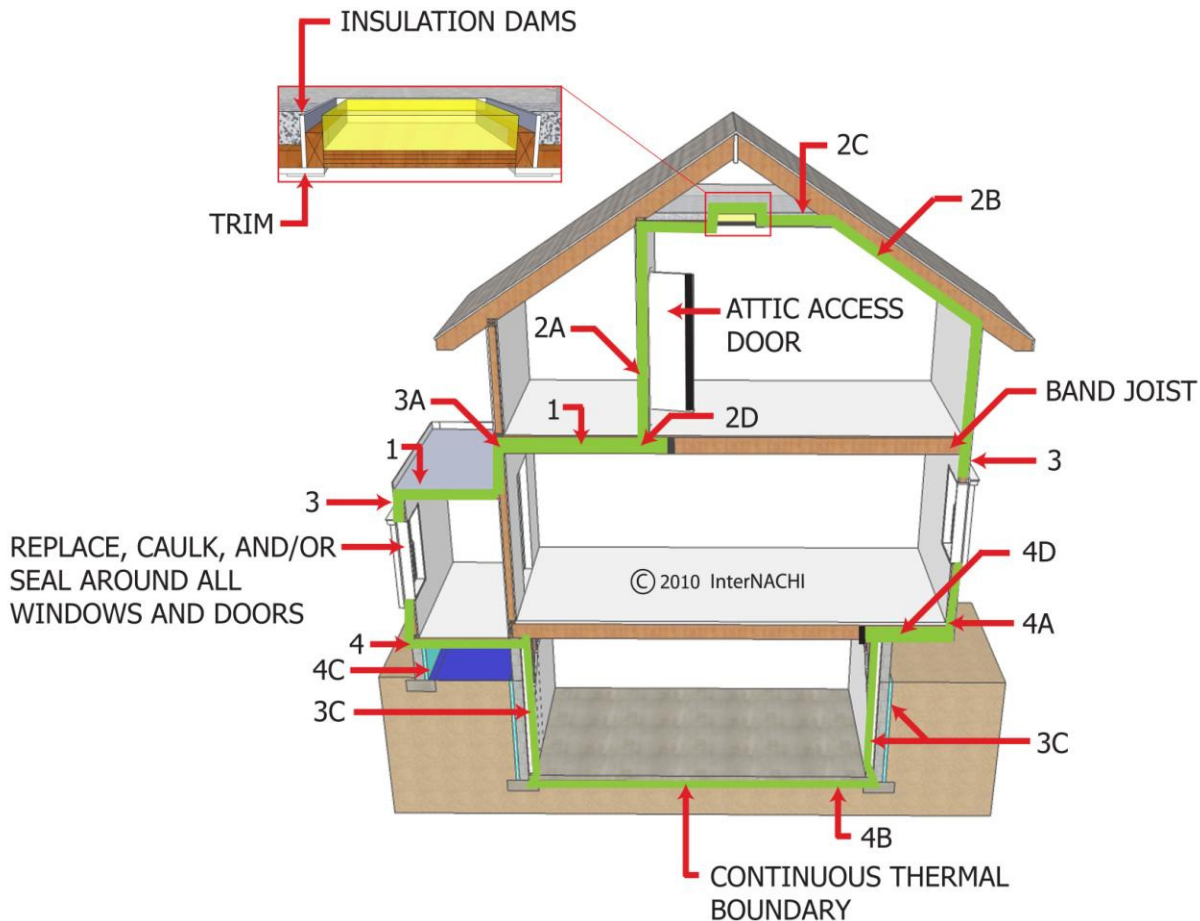 INSULATION DAMS
TRIM
2C
2B
ATTIC ACCESS
DOOR
2A
BAND JOIST
3A
1
2D
1
3
3
REPLACE, CAULK, AND/OR
SEAL AROUND ALL
WINDOWS AND DOORS
© 2010 InterNACHI
4D
4A
4
4C
3C
3C
4B
CONTINUOUS THERMAL
BOUNDARY